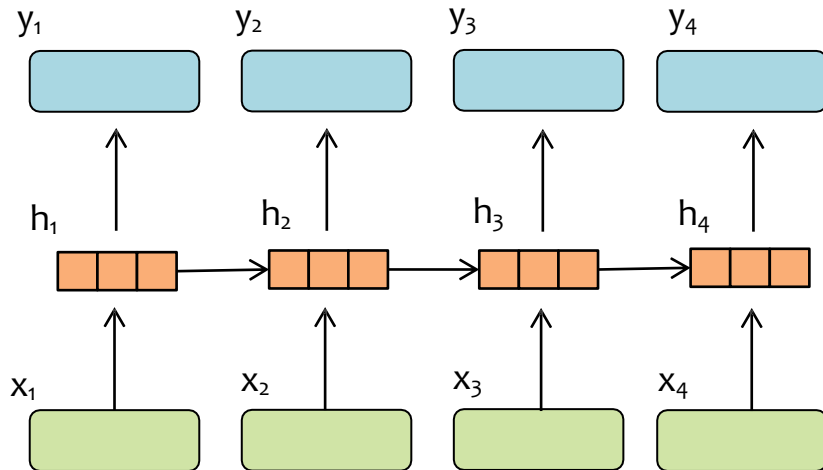 y₁ y₂ y₃ y₄
h₁ h₂ h₃ h₄
x₁ x₂ x₃ x₄